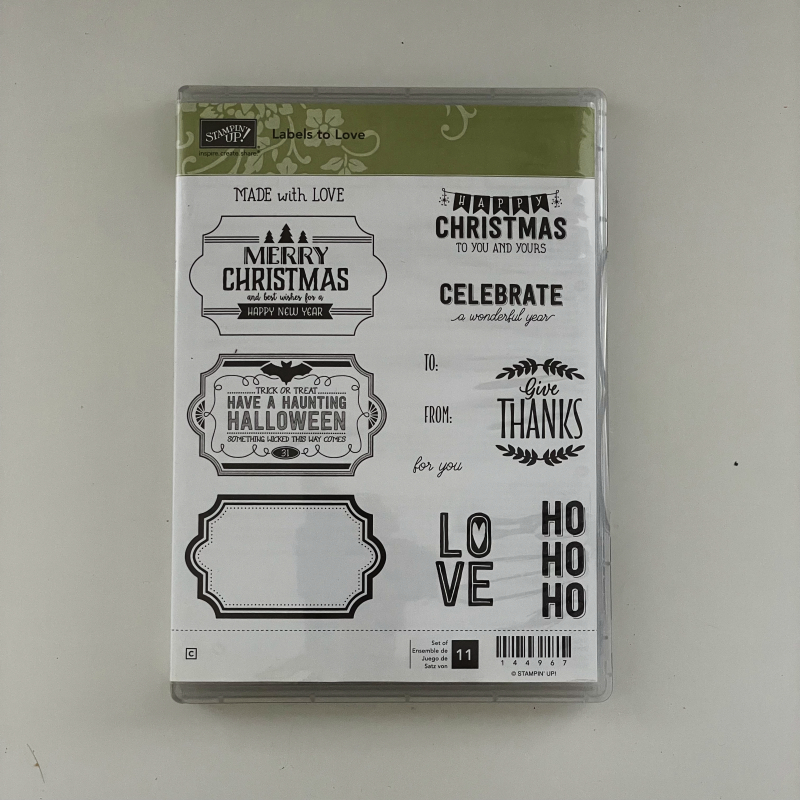 STAMPIN' UP!
inspire.create.share.®
Labels to Love
MADE with LOVE
MERRY
CHRISTMAS
and best wishes for a
HAPPY NEW YEAR
TRICK OR TREAT
HAVE A HAUNTING
HALLOWEEN
SOMETHING WICKED THIS WAY COMES
31
HAPPY
CHRISTMAS
TO YOU AND YOURS
CELEBRATE
a wonderful year
TO:
FROM:
for you
Give
THANKS
LO
VE
HO
HO
HO
C
Set of
Ensemble de
Juego de
Satz von
11
144967
© STAMPIN' UP!